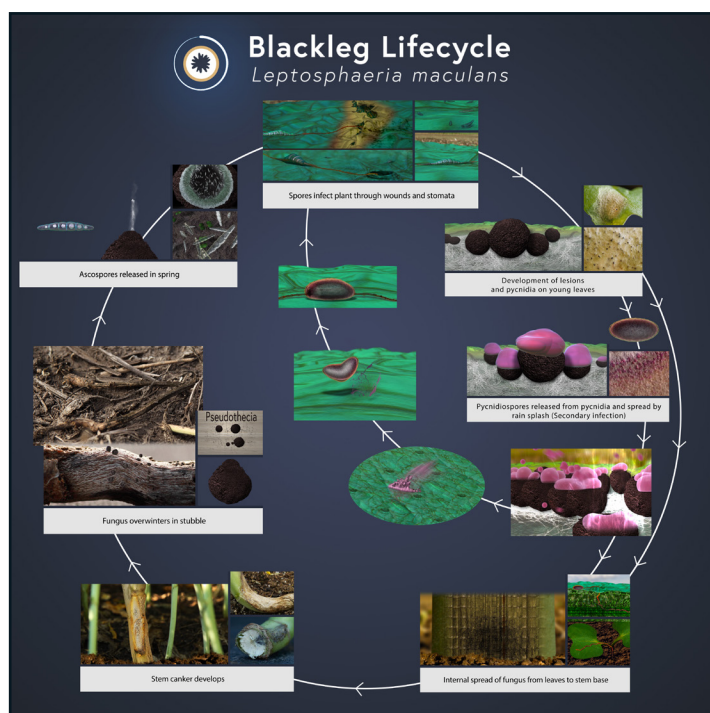 Blackleg Lifecycle
Leptosphaeria maculans
Spores infect plant through wounds and stomata
Development of lesions
and pycnidia on young leaves
Pycnidiospores released from pycnidia and spread by
rain splash (Secondary infection)
Internal spread of fungus from leaves to stem base
Stem canker develops
Pseudothecia
Fungus overwinters in stubble
Ascospores released in spring